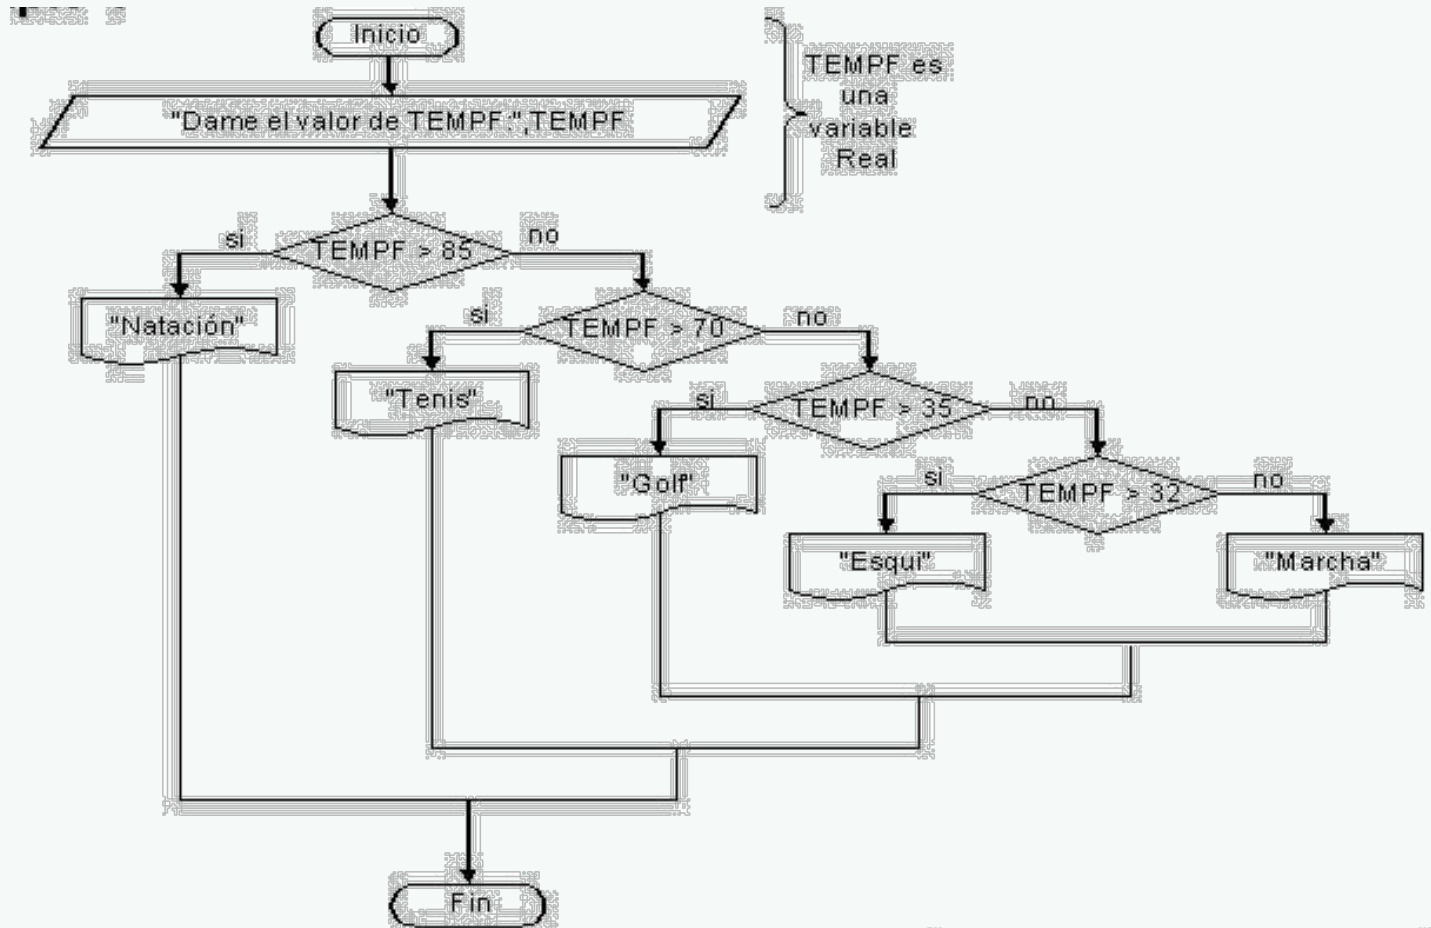 Inicio
"Dame el valor de TEMPF:",TEMPF
TEMPF es
una
variable
Real
TEMPF > 85
si
no
"Natación"
TEMPF > 70
si
no
"Tenis"
TEMPF > 35
si
no
"Golf"
TEMPF > 32
si
no
"Esqui"
"Marcha"
Fin